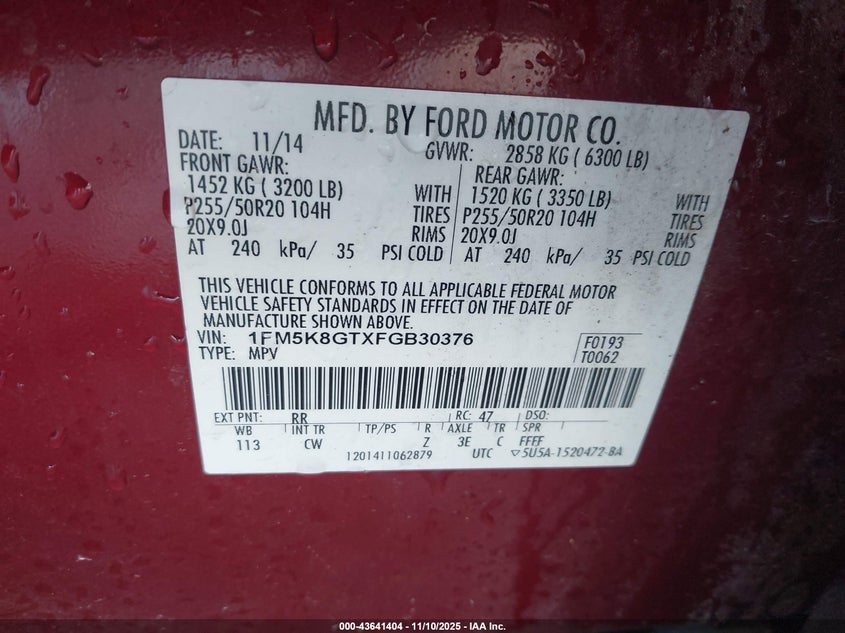 MFD. BY FORD MOTOR CO.
DATE: 11/14 GVWR: 2858 KG ( 6300 LB)
FRONT GAWR: REAR GAWR:
1452 KG ( 3200 LB) WITH 1520 KG ( 3350 LB) WITH
P255/50R20 104H TIRES P255/50R20 104H TIRES
20X9.0J RIMS 20X9.0J RIMS
AT 240 kPa/ 35 PSI COLD AT 240 kPa/ 35 PSI COLD
THIS VEHICLE CONFORMS TO ALL APPLICABLE FEDERAL MOTOR
VEHICLE SAFETY STANDARDS IN EFFECT ON THE DATE OF
MANUFACTURE SHOWN ABOVE.
VIN: 1FM5K8GTXFGB30376 F0193
TYPE: MPV T0062
EXT PNT: RR RC: 47 DSO:
WB INT TR TP/PS R AXLE TR SPR
113 CW Z 3E C FFFF
1201411062879 UTC ▽5U5A-1520472-BA
000-43641404 - 11/10/2025 - IAA Inc.